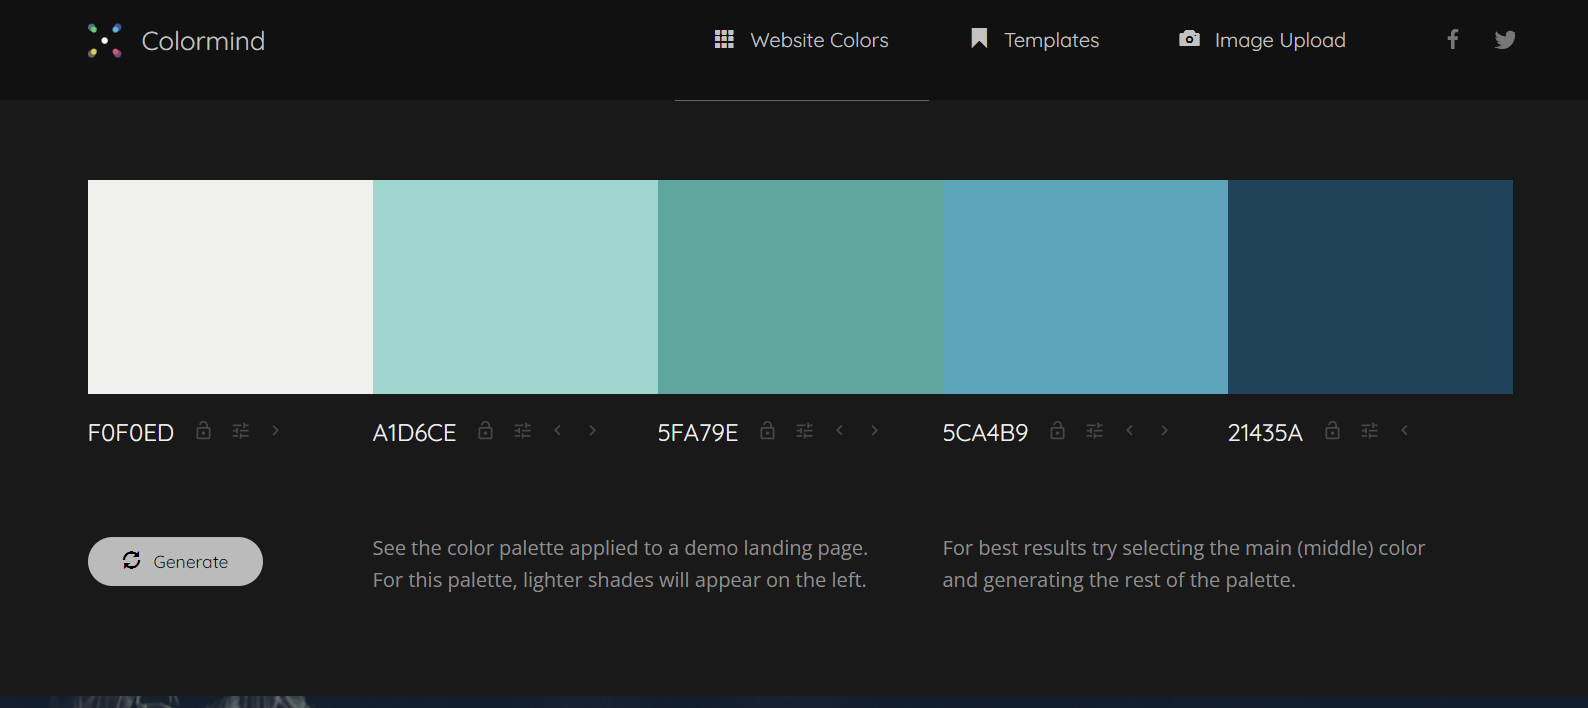 Colormind
Website Colors
Templates
Image Upload
F0F0ED
A1D6CE
5FA79E
5CA4B9
21435A
Generate
See the color palette applied to a demo landing page.
For this palette, lighter shades will appear on the left.
For best results try selecting the main (middle) color
and generating the rest of the palette.